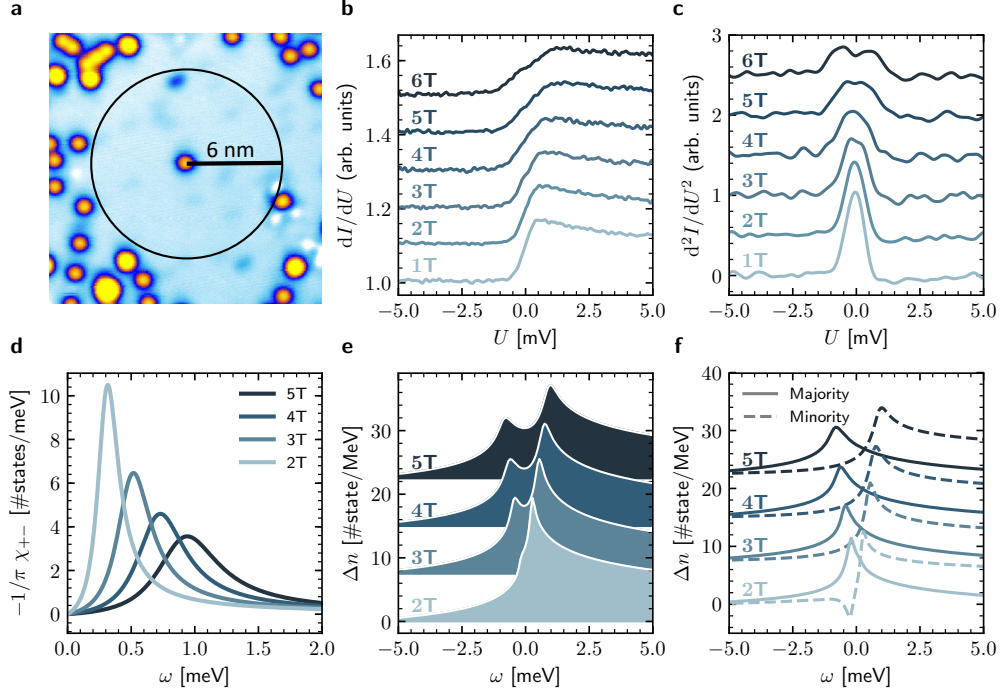 a
6 nm
b
dI/dU (arb. units)
1.6
1.4
1.2
1.0
6T
5T
4T
3T
2T
1T
−5.0 −2.5 0.0 2.5 5.0
U [mV]
c
d²I/dU² (arb. units)
3
2
1
0
6T
5T
4T
3T
2T
1T
−5.0 −2.5 0.0 2.5 5.0
U [mV]
d
−1/π χ+− [#states/meV]
10
8
6
4
2
0
5T
4T
3T
2T
0.0 0.5 1.0 1.5 2.0
ω [meV]
e
Δn [#state/MeV]
30
20
10
0
5T
4T
3T
2T
−5.0 −2.5 0.0 2.5 5.0
ω [meV]
f
Δn [#state/MeV]
40
30
20
10
0
Majority
Minority
5T
4T
3T
2T
−5.0 −2.5 0.0 2.5 5.0
ω [meV]